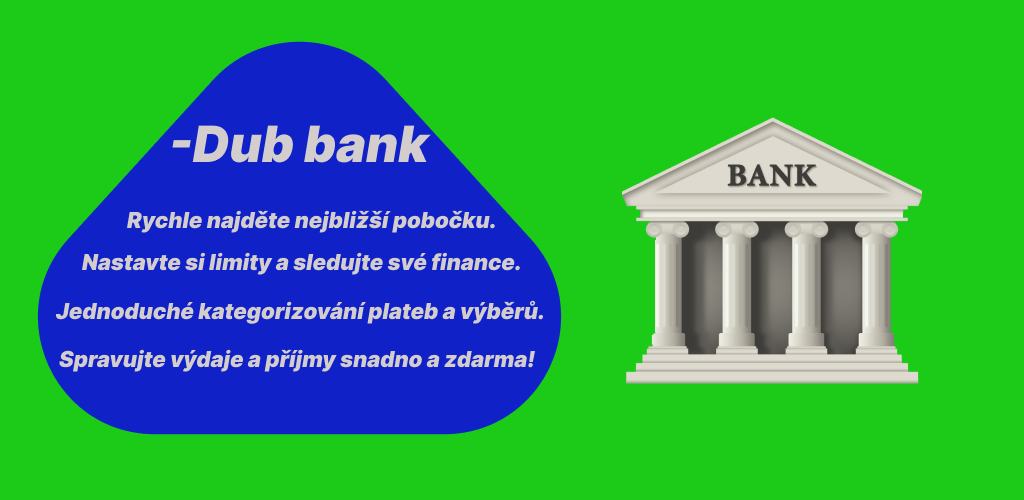 -Dub bank
Rychle najděte nejbližší pobočku.
Nastavte si limity a sledujte své finance.
Jednoduché kategorizování plateb a výběrů.
Spravujte výdaje a příjmy snadno a zdarma!
BANK